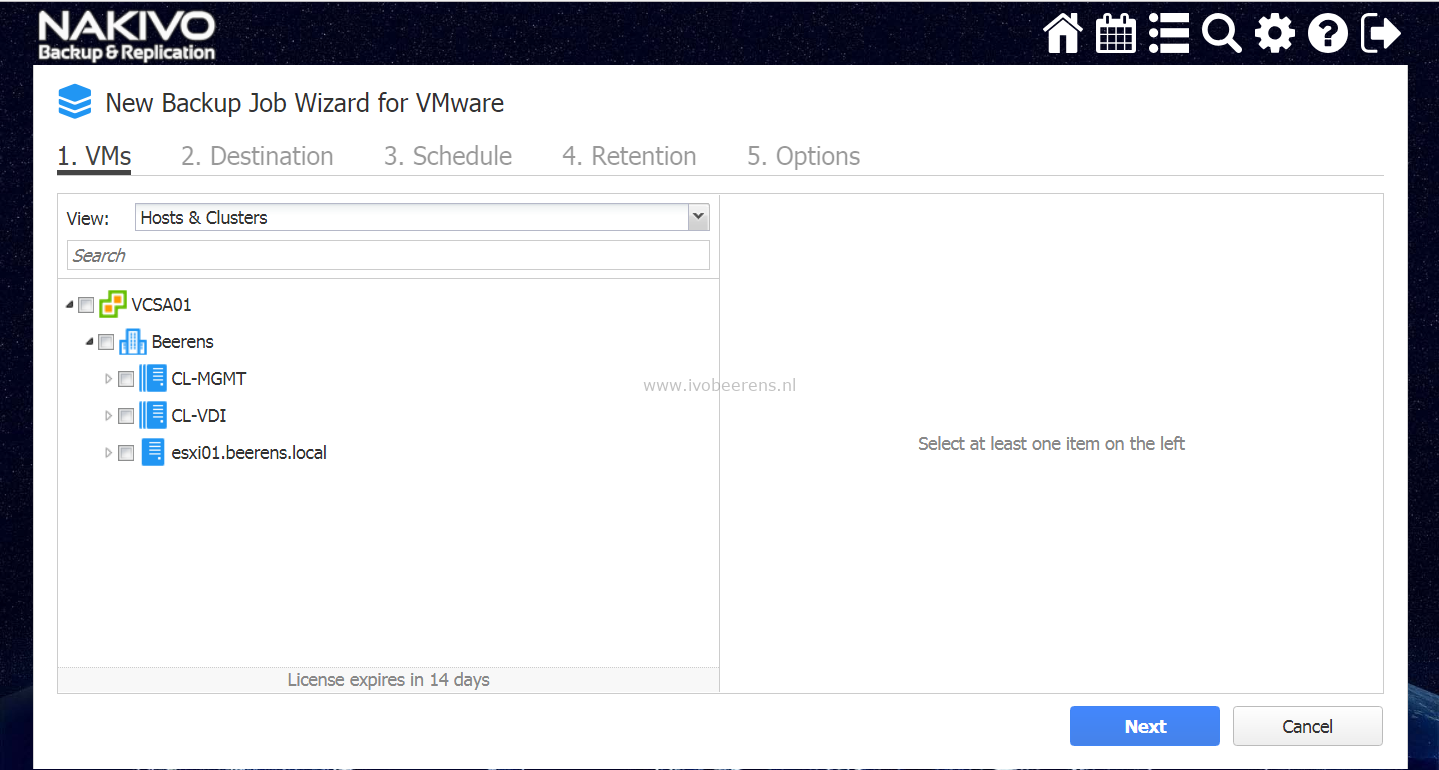 NAKIVO
Backup & Replication
New Backup Job Wizard for VMware
1. VMs 2. Destination 3. Schedule 4. Retention 5. Options
View: Hosts & Clusters
Search
VCSA01
Beerens
CL-MGMT
CL-VDI
esxi01.beerens.local
www.ivobeerens.nl
Select at least one item on the left
License expires in 14 days
Next Cancel